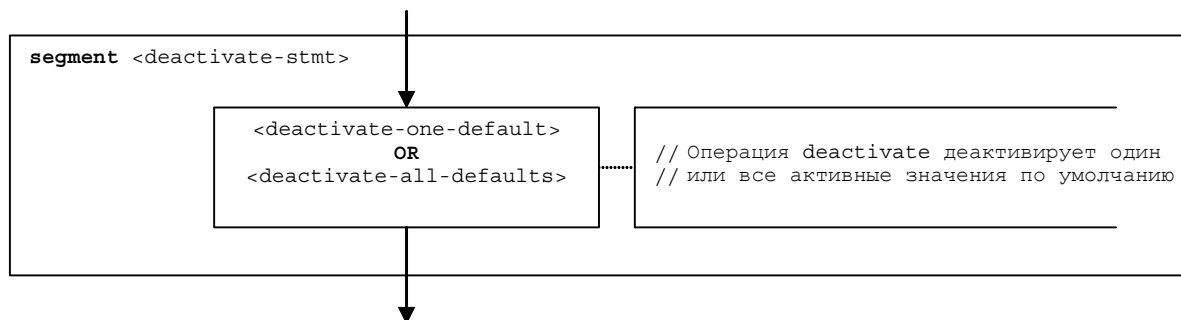 segment <deactivate-stmt>
<deactivate-one-default>
OR
<deactivate-all-defaults>
// Операция deactivate деактивирует один
// или все активные значения по умолчанию